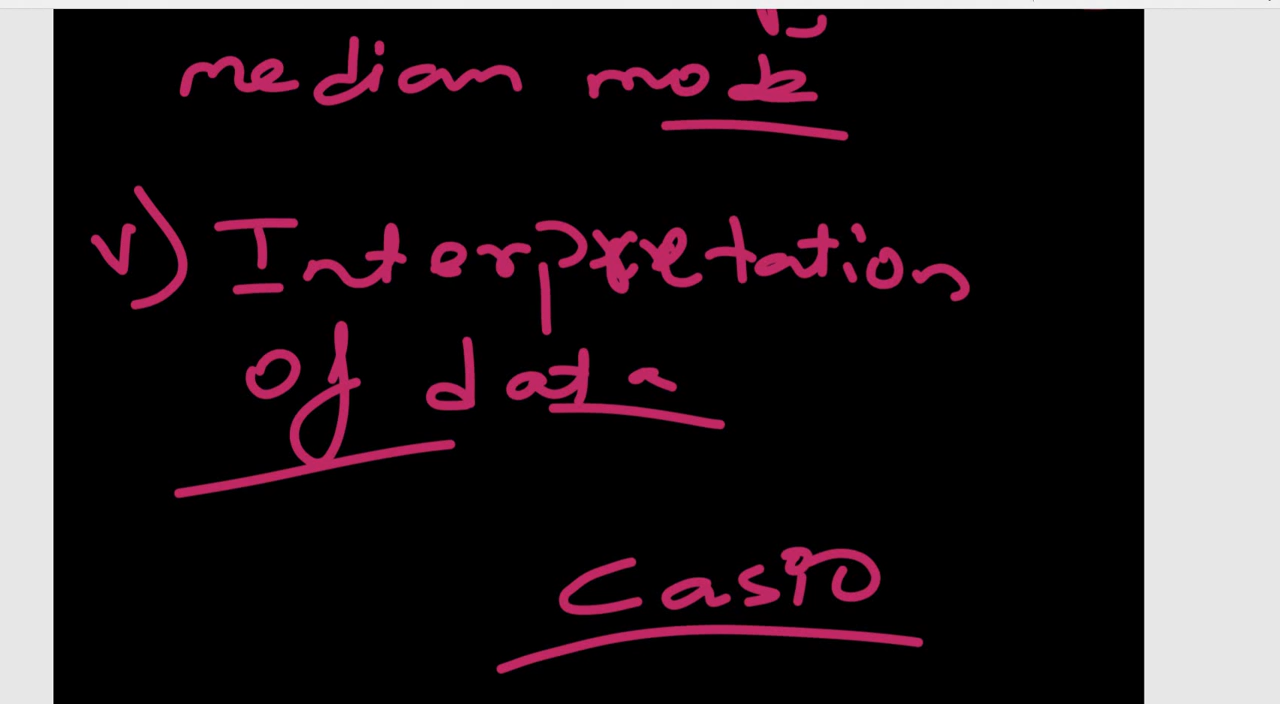 median mode
v) Interpretation
of data
Casio